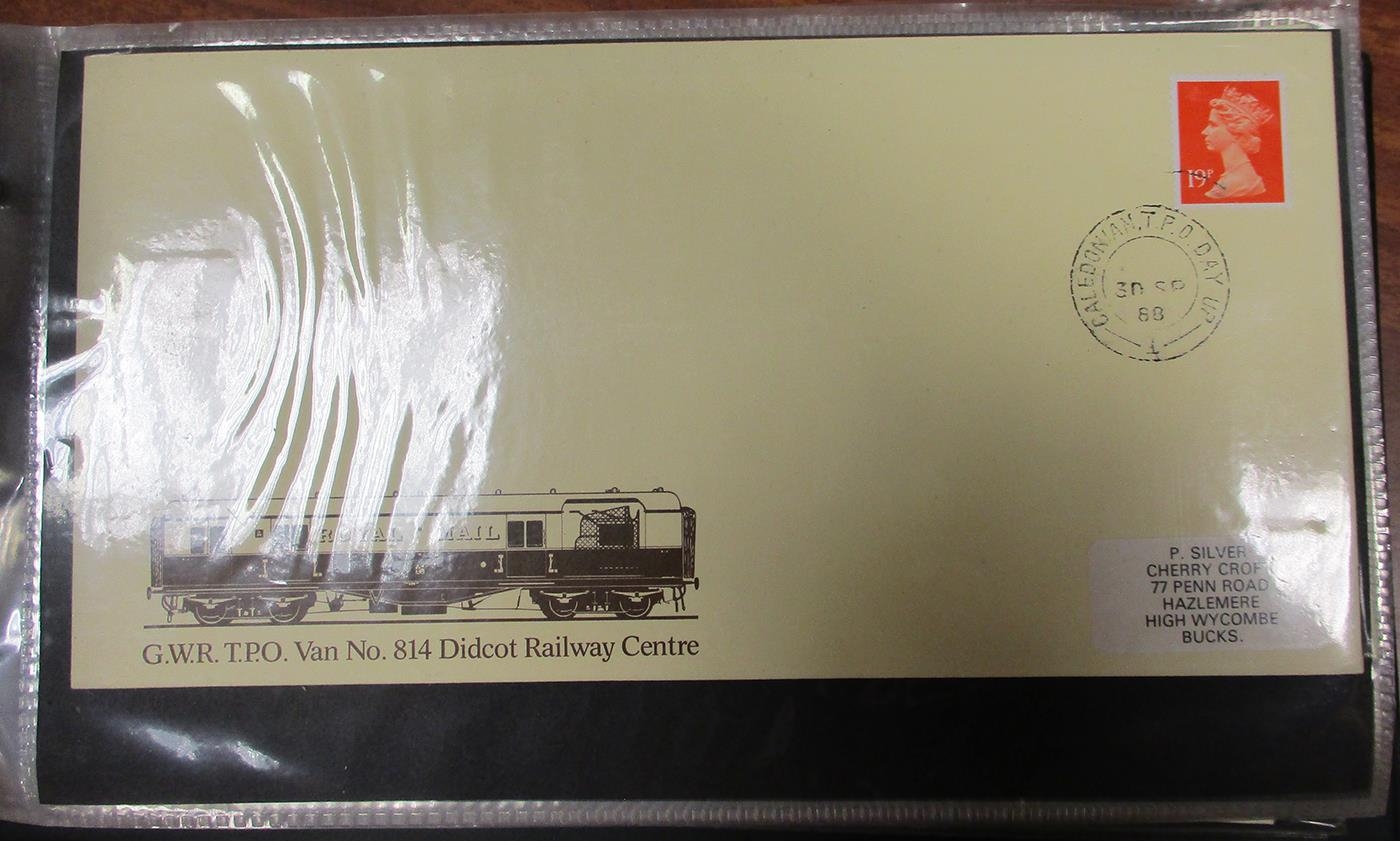 19P
CALEDONIAN.T.P.O. DAY UP
30 SP
88
1
ROYAL MAIL
G.W.R. T.P.O. Van No. 814 Didcot Railway Centre
P. SILVER
CHERRY CROFT
77 PENN ROAD
HAZLEMERE
HIGH WYCOMBE
BUCKS.